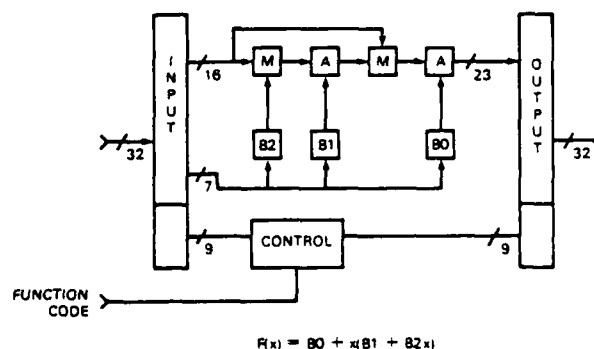 INPUT
OUTPUT
16
M
A
M
A
23
32
B2
B1
B0
32
7
9
CONTROL
9
FUNCTION
CODE
F(x) = B0 + x(B1 + B2x)